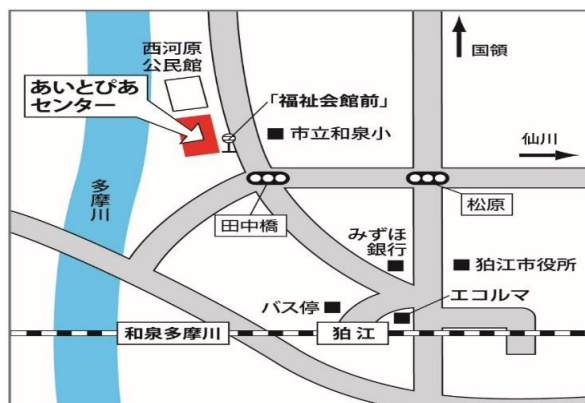 西河原
公民館
国領
あいとぴあ
センター
「福祉会館前」
市立和泉小
仙川
多摩川
田中橋
松原
みずほ
銀行
狛江市役所
バス停
エコルマ
和泉多摩川
狛江